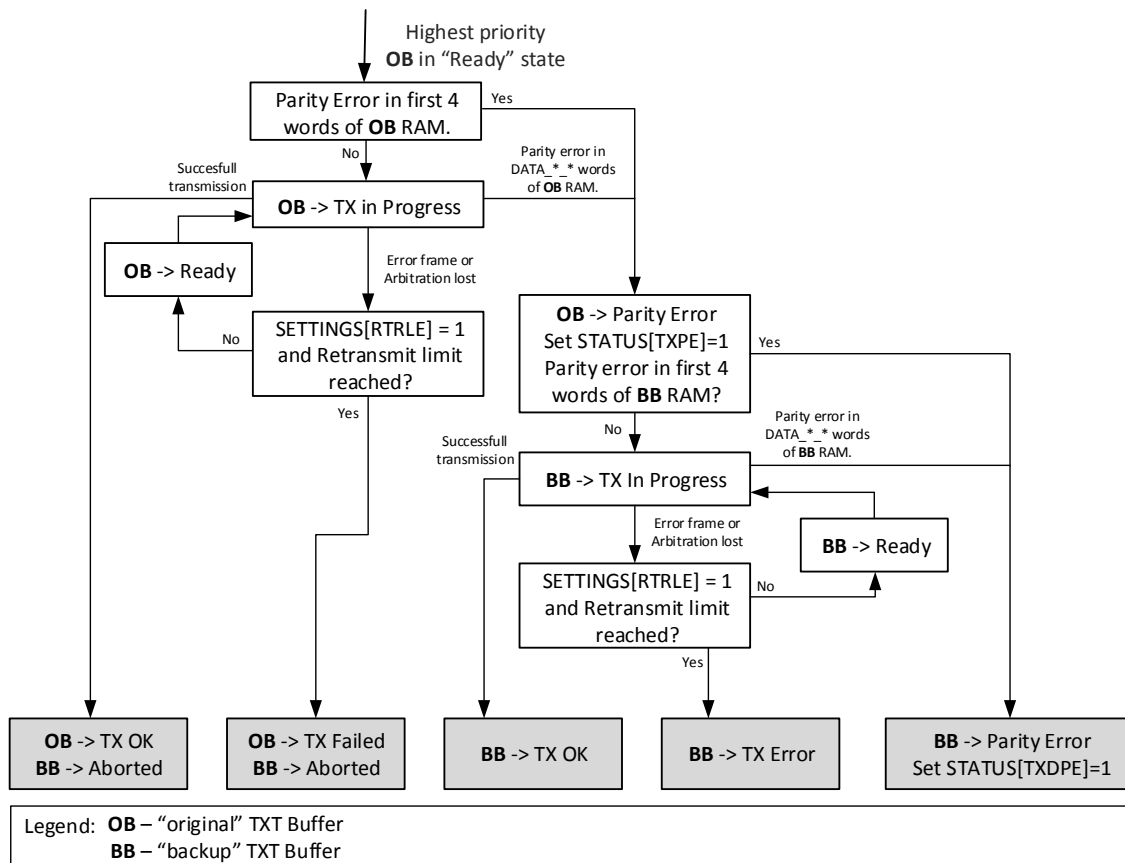 Highest priority
OB in “Ready” state
Parity Error in first 4
words of OB RAM.
Yes
No
Parity error in
DATA_*_* words
of OB RAM.
Succesfull
transmission
OB -> TX in Progress
OB -> Ready
Error frame or
Arbitration lost
SETTINGS[RTRLE] = 1
and Retransmit limit
reached?
No
Yes
OB -> Parity Error
Set STATUS[TXPE]=1
Parity error in first 4
words of BB RAM?
Yes
No
Parity error in
DATA_*_* words
of BB RAM.
Successfull
transmission
BB -> TX In Progress
Error frame or
Arbitration lost
BB -> Ready
SETTINGS[RTRLE] = 1
and Retransmit limit
reached?
No
Yes
OB -> TX OK
BB -> Aborted
OB -> TX Failed
BB -> Aborted
BB -> TX OK
BB -> TX Error
BB -> Parity Error
Set STATUS[TXDPE]=1
Legend: OB – “original” TXT Buffer
BB – “backup” TXT Buffer